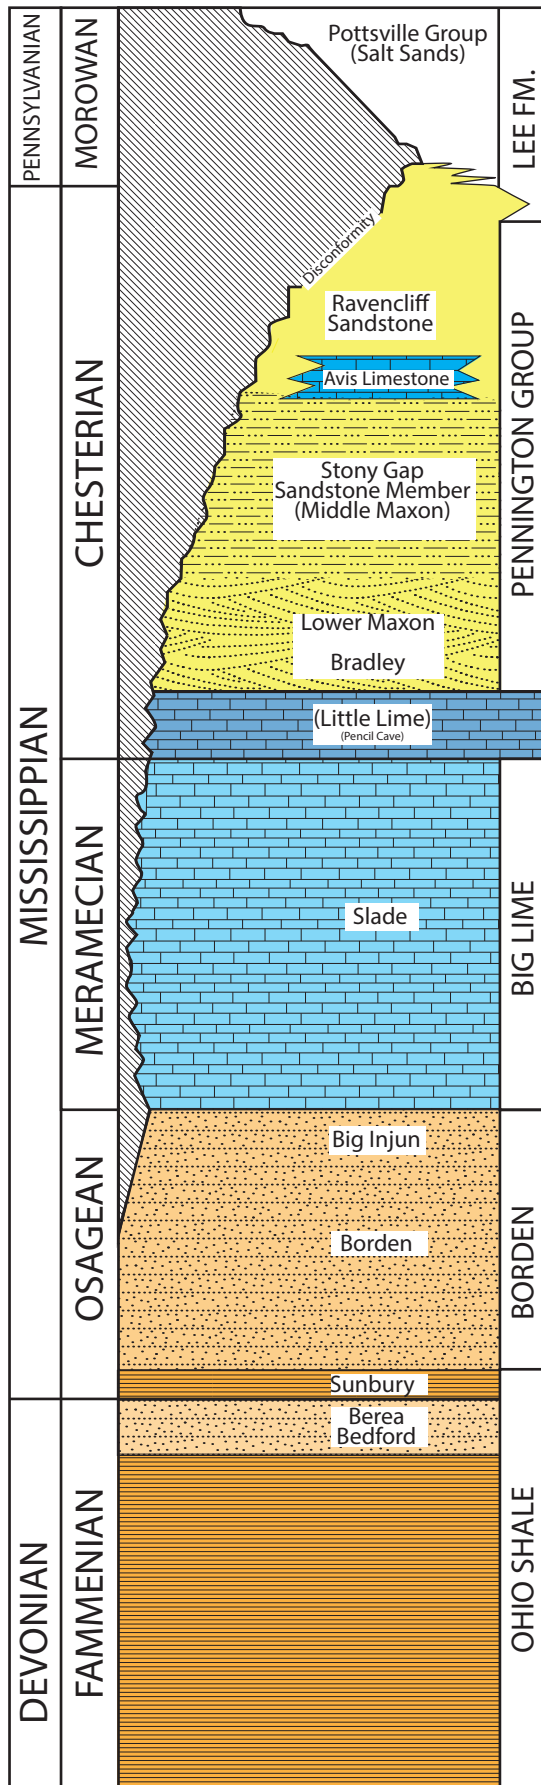 PENNSYLVANIAN
MOROWAN
Pottsville Group
(Salt Sands)
LEE FM.
Disconformity
MISSISSIPPIAN
CHESTERIAN
Ravencliff
Sandstone
Avis Limestone
Stony Gap
Sandstone Member
(Middle Maxon)
Lower Maxon
Bradley
PENNINGTON GROUP
(Little Lime)
(Pencil Cave)
MERAMECIAN
Slade
BIG LIME
OSAGEAN
Big Injun
Borden
BORDEN
Sunbury
DEVONIAN
FAMMENIAN
Berea
Bedford
OHIO SHALE